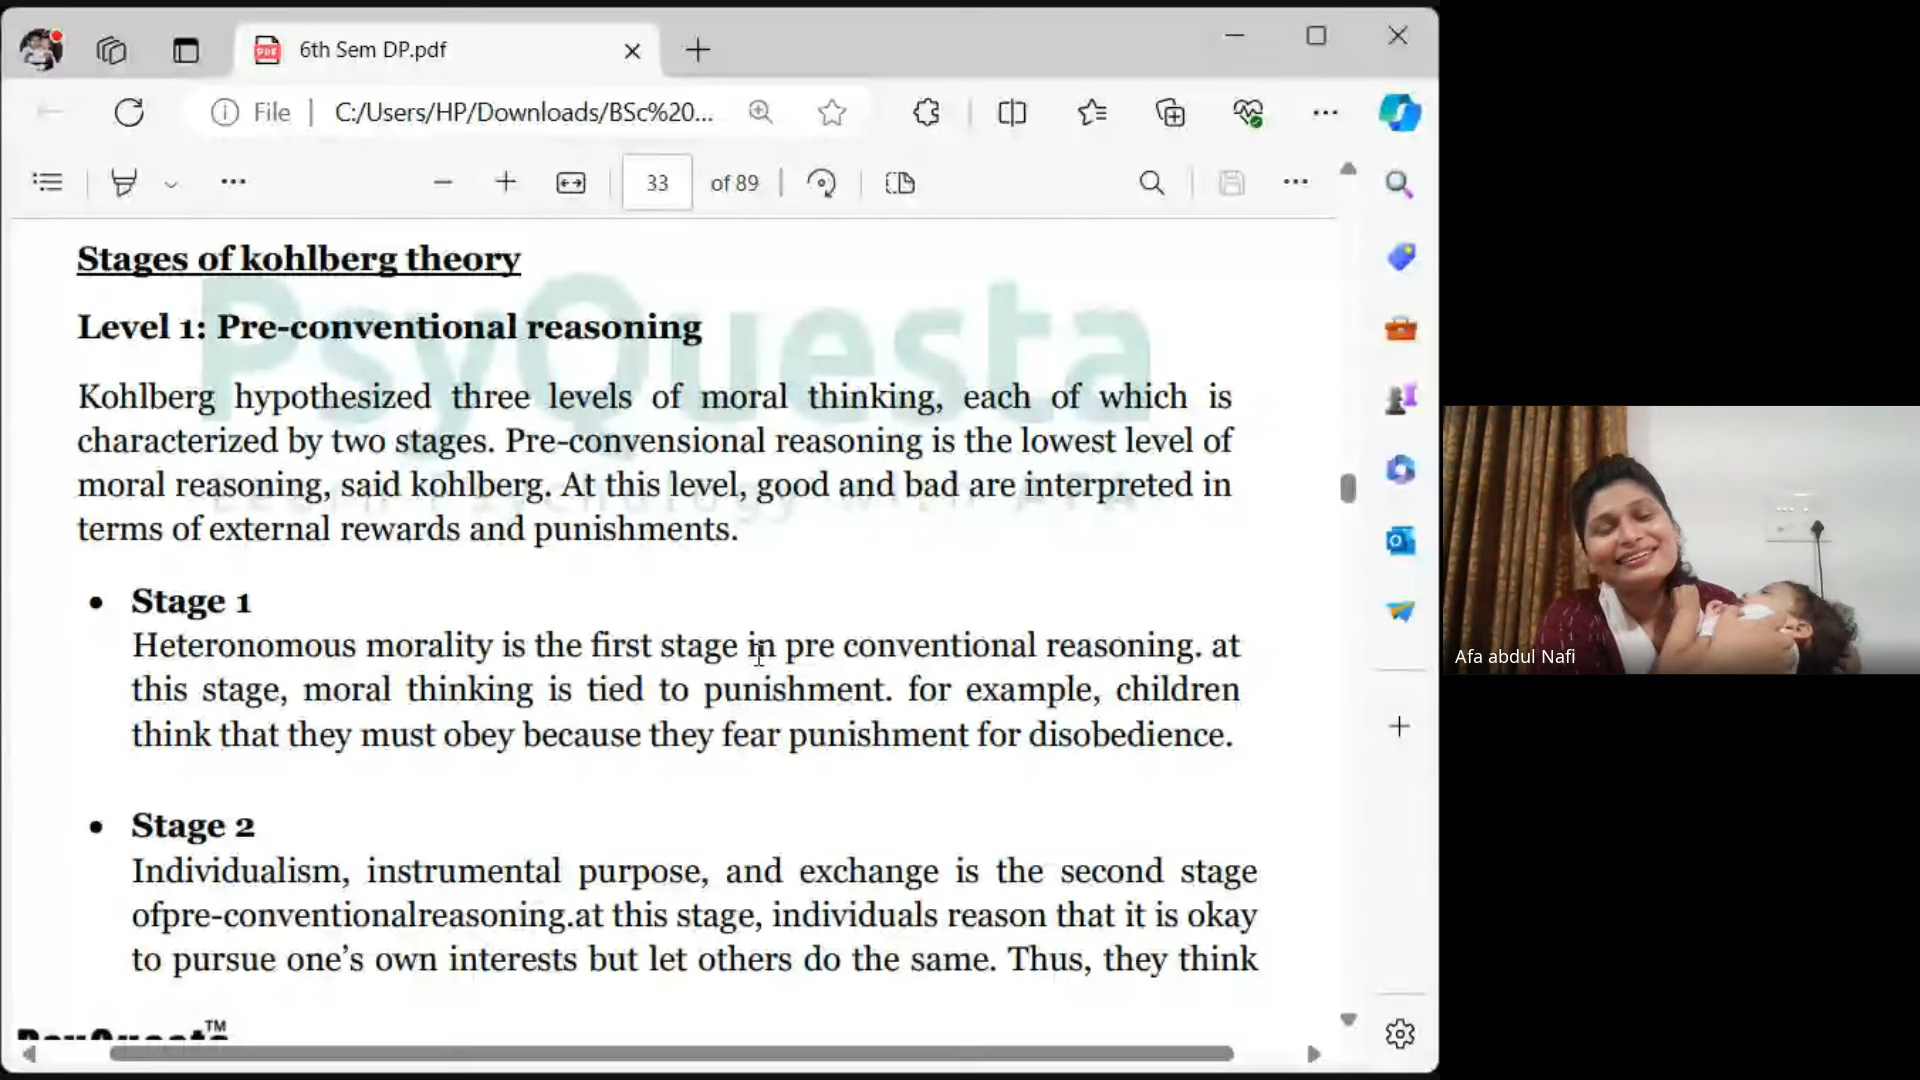 6th Sem DP.pdf
File
C:/Users/HP/Downloads/BSc%20...
33 of 89
Stages of kohlberg theory
Level 1: Pre-conventional reasoning
Kohlberg hypothesized three levels of moral thinking, each of which is
characterized by two stages. Pre-convensional reasoning is the lowest level of
moral reasoning, said kohlberg. At this level, good and bad are interpreted in
terms of external rewards and punishments.
• Stage 1
Heteronomous morality is the first stage in pre conventional reasoning. at
this stage, moral thinking is tied to punishment. for example, children
think that they must obey because they fear punishment for disobedience.
• Stage 2
Individualism, instrumental purpose, and exchange is the second stage
ofpre-conventionalreasoning.at this stage, individuals reason that it is okay
to pursue one’s own interests but let others do the same. Thus, they think
PsyQuesta
PsyQuesta™
Afa abdul Nafi